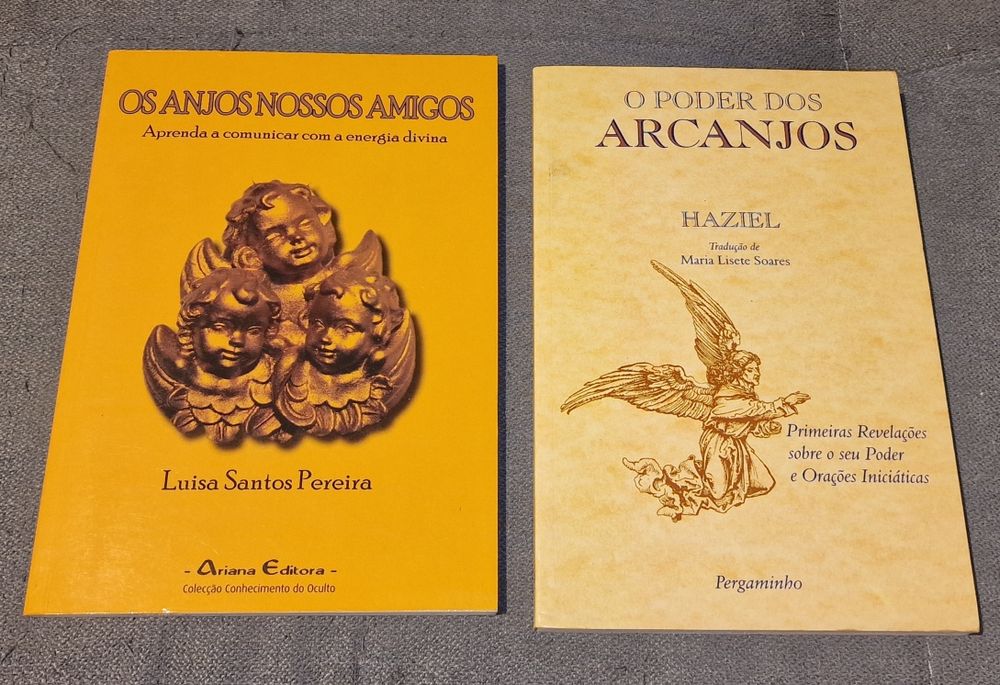 OS ANJOS NOSSOS AMIGOS
Aprenda a comunicar com a energia divina
Luisa Santos Pereira
- Ariana Editora -
Colecção Conhecimento do Oculto
O PODER DOS
ARCANJOS
HAZIEL
Tradução de
Maria Lisete Soares
Primeiras Revelações
sobre o seu Poder
e Orações Iniciáticas
Pergaminho